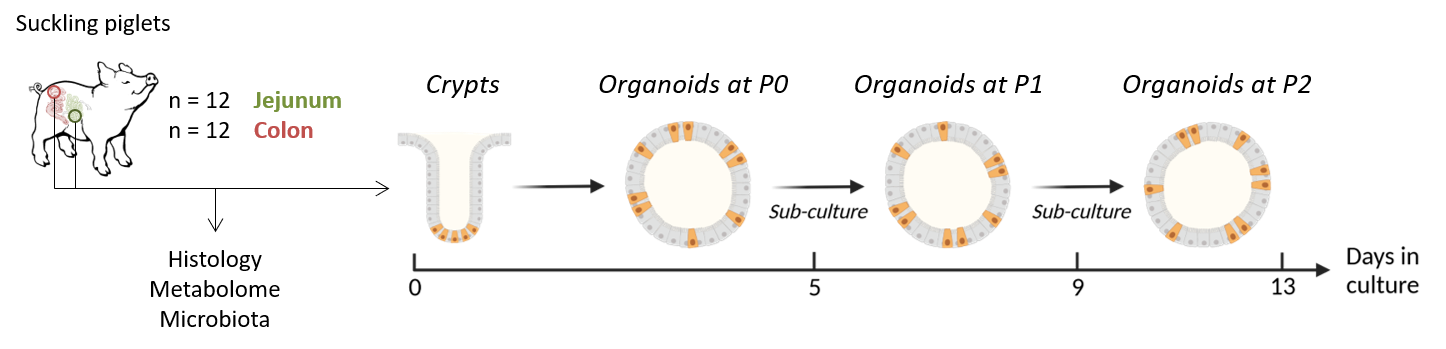 Suckling piglets
n = 12 Jejunum
n = 12 Colon
Histology
Metabolome
Microbiota
Crypts
Organoids at P0
Organoids at P1
Organoids at P2
Sub-culture
Sub-culture
0
5
9
13
Days in
culture